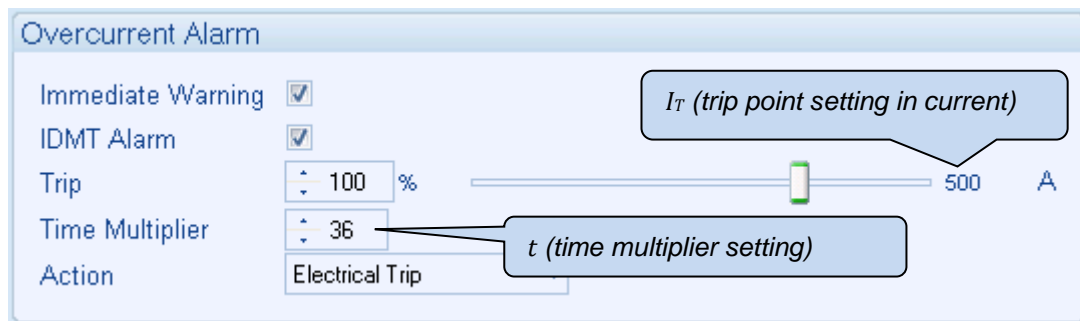 Overcurrent Alarm
Immediate Warning
IT (trip point setting in current)
IDMT Alarm
Trip 100 % 500 A
Time Multiplier 36
t (time multiplier setting)
Action Electrical Trip